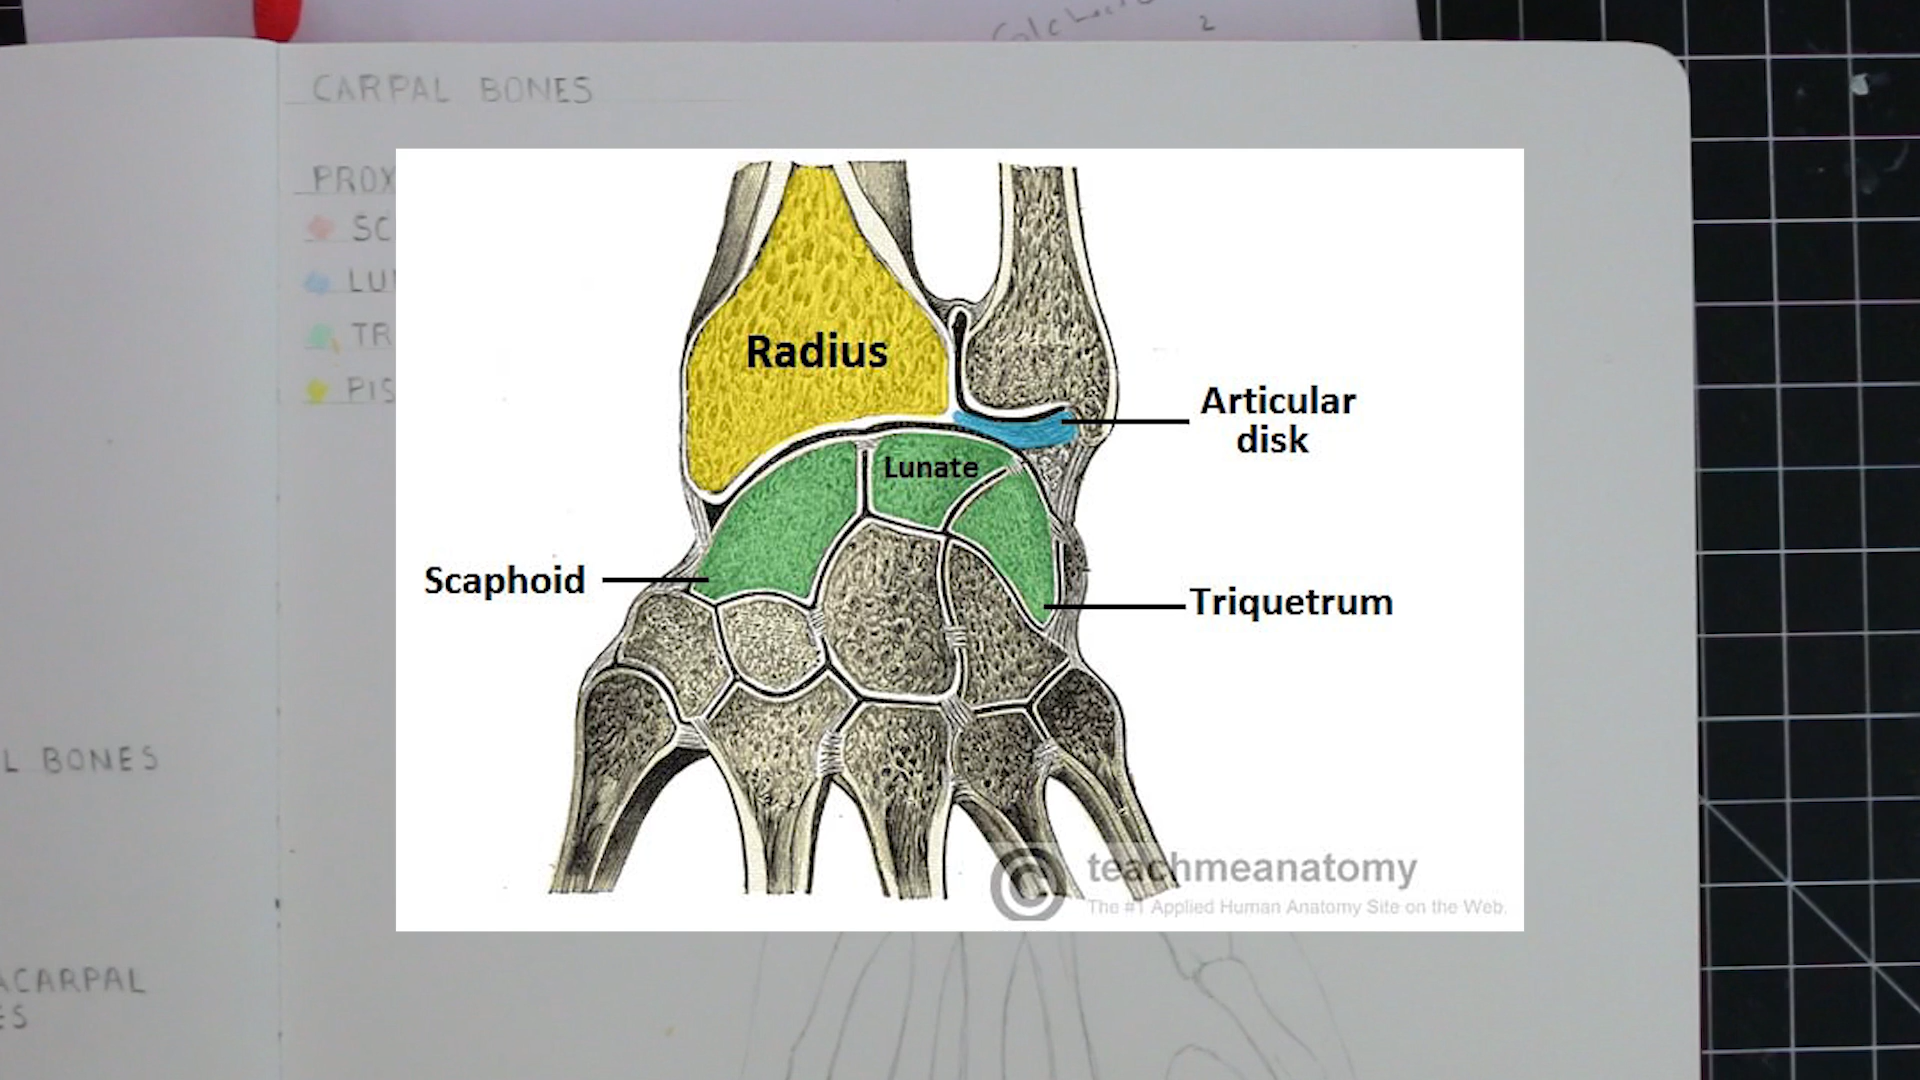 2
CARPAL BONES
PROX
SC
LU
TR
PIS
Radius
Articular
disk
Lunate
Scaphoid
Triquetrum
L BONES
ACARPAL
ES
©
teachmeanatomy
The #1 Applied Human Anatomy Site on the Web.